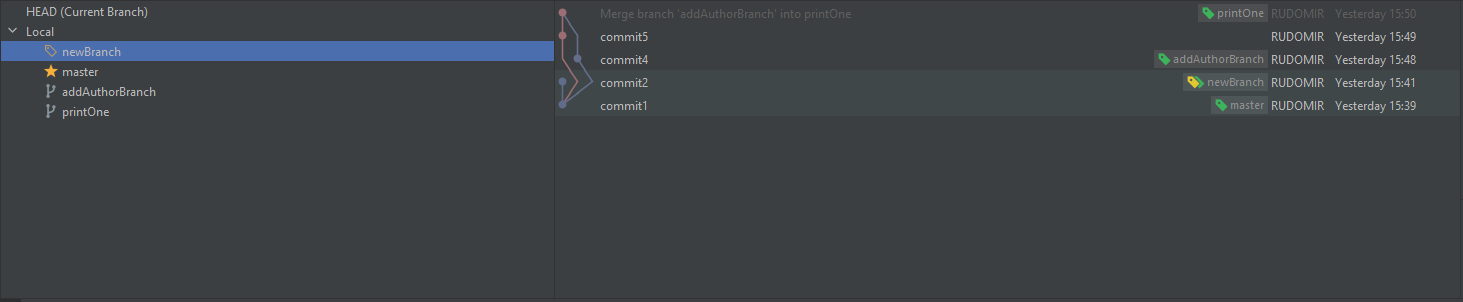 HEAD (Current Branch)
Local
newBranch
master
addAuthorBranch
printOne
Merge branch 'addAuthorBranch' into printOne printOne RUDOMIR Yesterday 15:50
commit5 RUDOMIR Yesterday 15:49
commit4 addAuthorBranch RUDOMIR Yesterday 15:48
commit2 newBranch RUDOMIR Yesterday 15:41
commit1 master RUDOMIR Yesterday 15:39